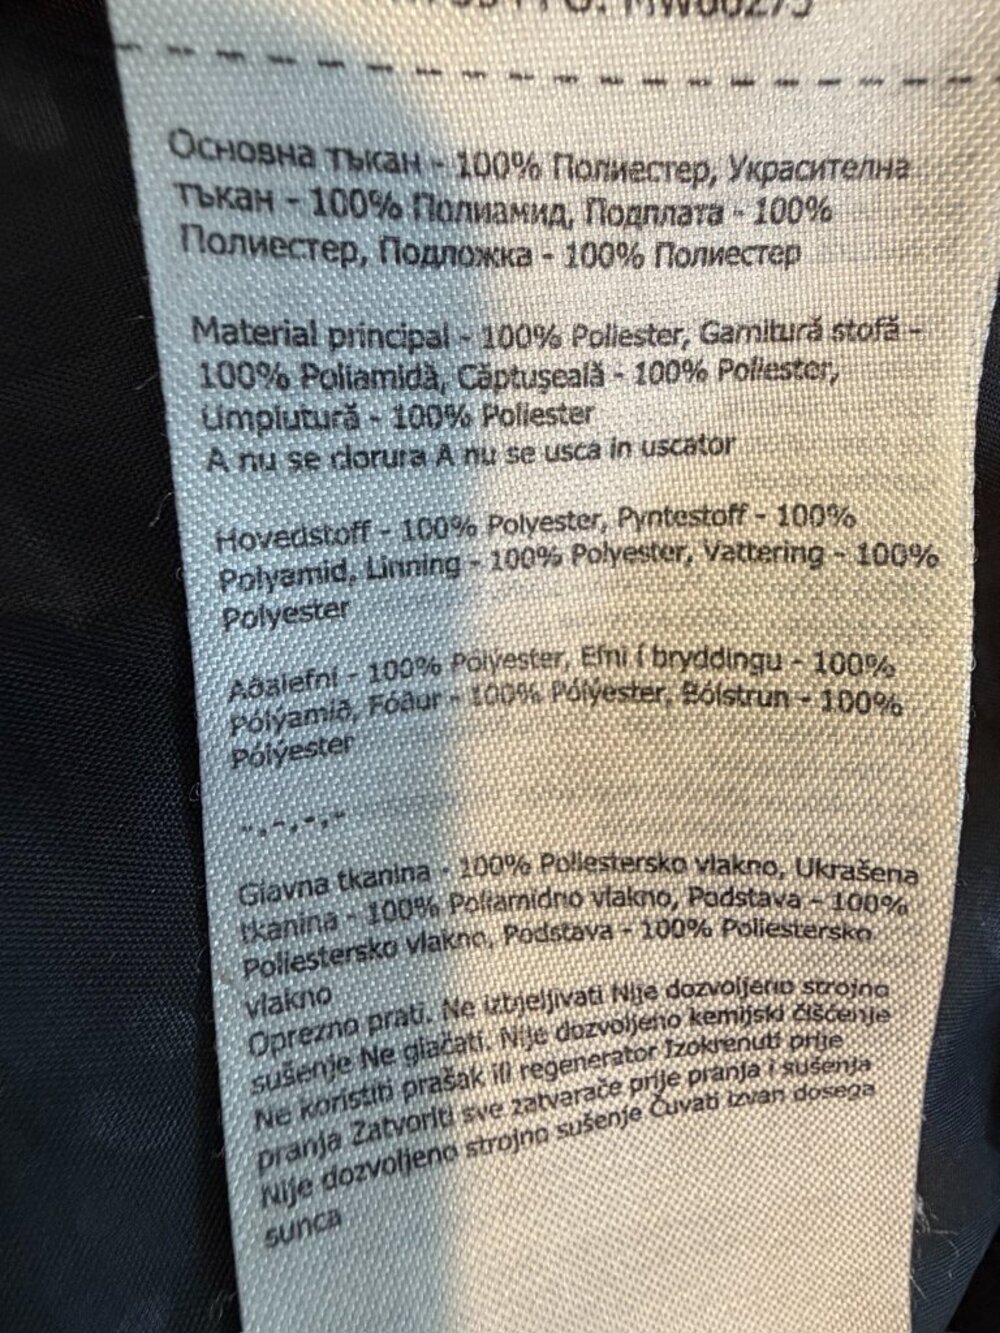 Основна тъкан - 100% Полиестер, Украсителна
тъкан - 100% Полиамид, Подплата - 100%
Полиестер, Подложка - 100% Полиестер
Material principal - 100% Poliester, Garnitură stofă -
100% Poliamidă, Căptuşeală - 100% Poliester,
Umplutură - 100% Poliester
A nu se clorura A nu se usca in uscator
Hovedstoff - 100% Polyester, Pyntestoff - 100%
Polyamid, Linning - 100% Polyester, Vattering - 100%
Polyester
Aðalefni - 100% Pólýester, Efni í bryddingu - 100%
Pólýamíð, Fóður - 100% Pólýester, Bólstrun - 100%
Pólýester
-.-.-.-
Glavna tkanina - 100% Poliestersko vlakno, Ukrašena
tkanina - 100% Poliamidno vlakno, Podstava - 100%
Poliestersko vlakno, Podstava - 100% Poliestersko
vlakno
Oprezno prati. Ne izbjeljivati Nije dozvoljeno strojno
sušenje Ne glačati. Nije dozvoljeno kemijski čišćenje
Ne koristiti prašak ili regenerator Izokrenuti prije
pranja Zatvoriti sve zatvarače prije pranja i sušenja
Nije dozvoljeno strojno sušenje Čuvati izvan dosega
sunca